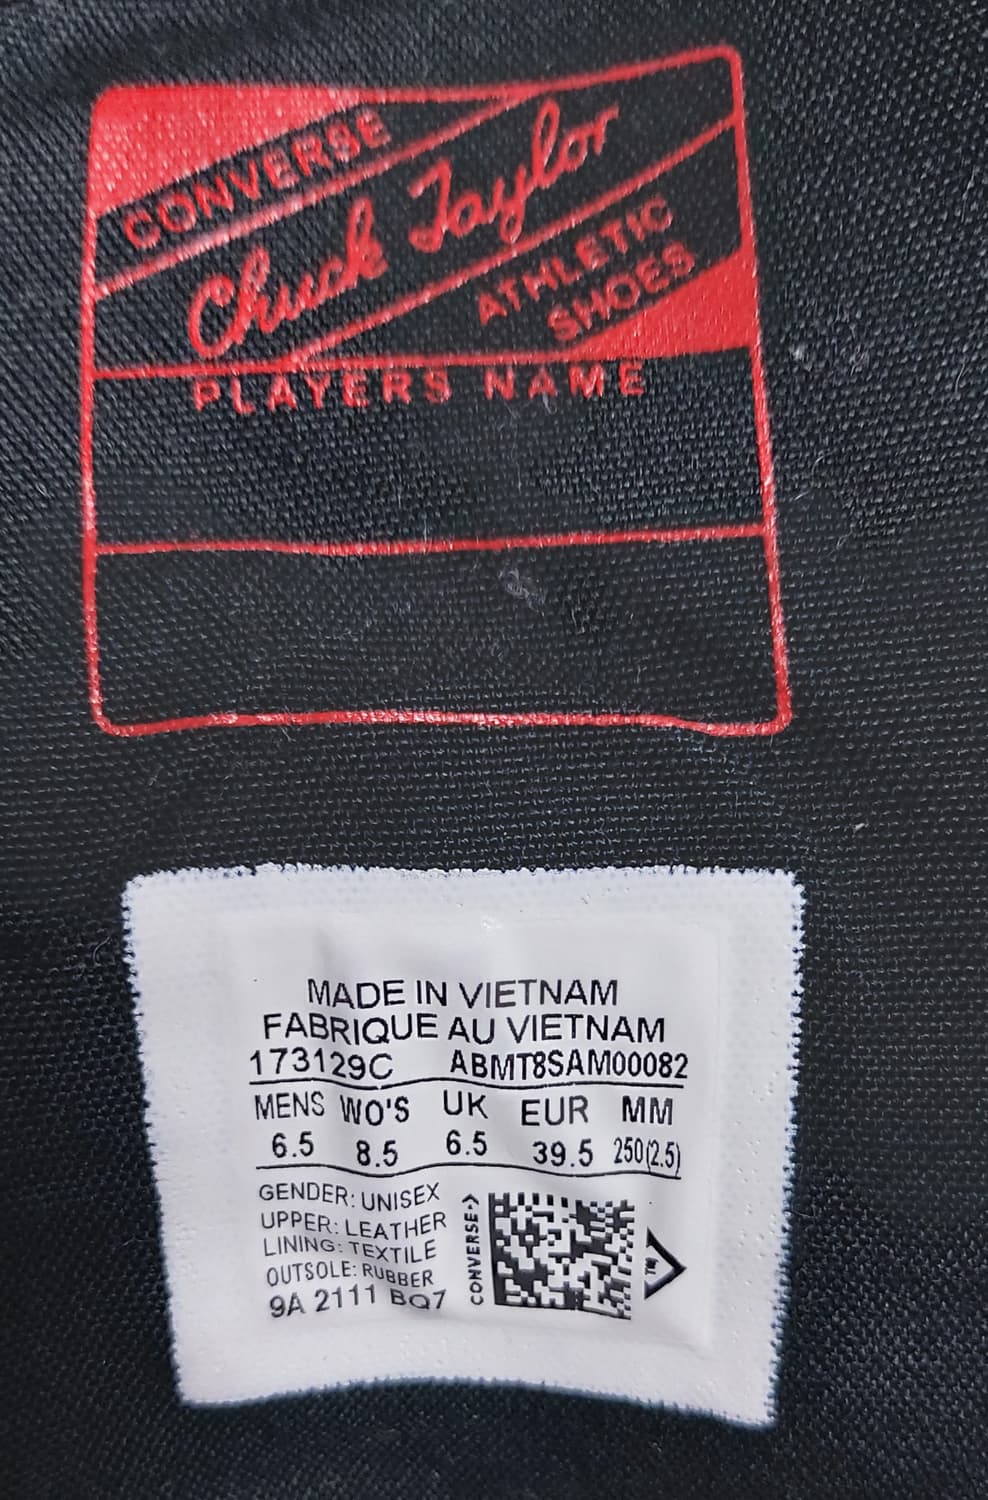 CONVERSE
Chuck Taylor
ATHLETIC
SHOES
PLAYERS NAME
MADE IN VIETNAM
FABRIQUE AU VIETNAM
173129C ABMT8SAM00082
MENS WO'S UK EUR MM
6.5 8.5 6.5 39.5 250(2.5)
GENDER: UNISEX
UPPER: LEATHER
LINING: TEXTILE
OUTSOLE: RUBBER
9A 2111 BQ7
CONVERSE->
TM